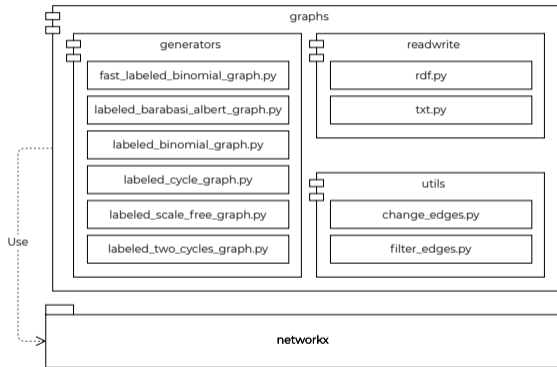 graphs
generators
fast_labeled_binomial_graph.py
labeled_barabasi_albert_graph.py
labeled_binomial_graph.py
labeled_cycle_graph.py
labeled_scale_free_graph.py
labeled_two_cycles_graph.py
readwrite
rdf.py
txt.py
utils
change_edges.py
filter_edges.py
Use
networkx